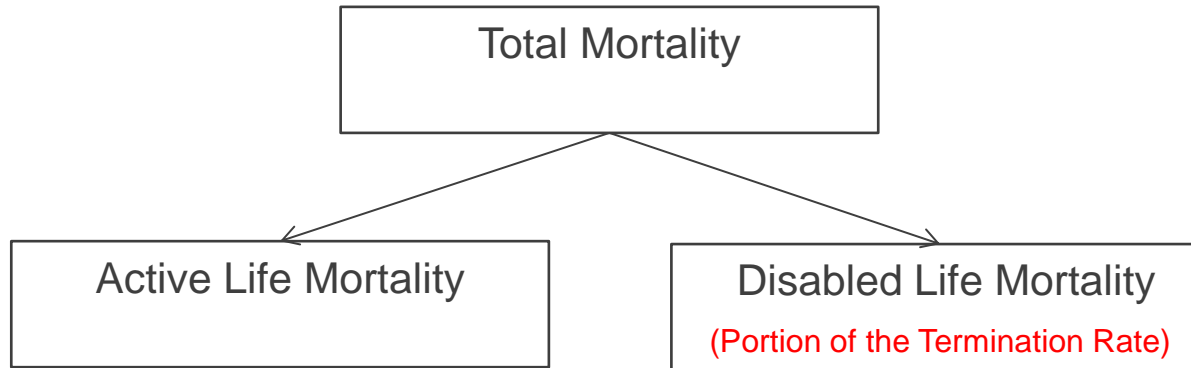 Total Mortality
Active Life Mortality
Disabled Life Mortality
(Portion of the Termination Rate)